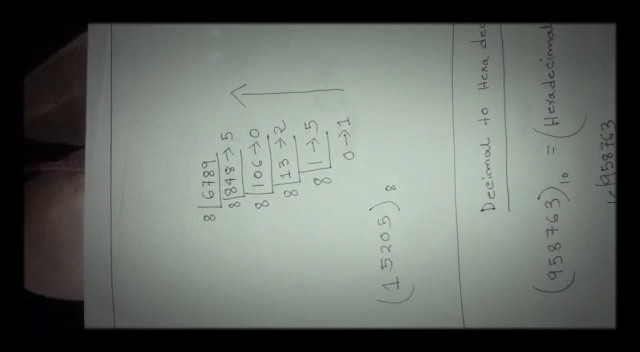 8 6789
8 848 → 5
8 106 → 0
8 13 → 2
8 1 → 5
0 → 1
(15205)8
Decimal to Hexa dec
(958763)10 = (Hexadecimal
958763